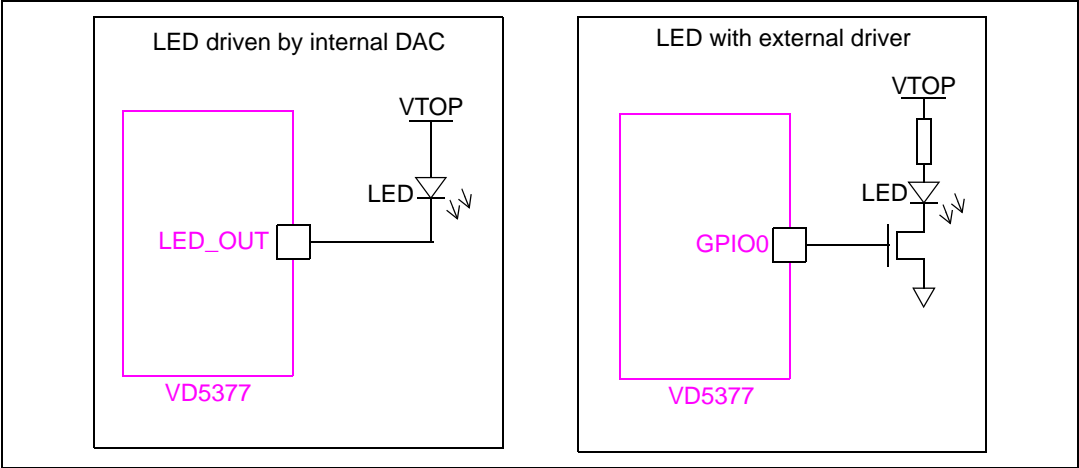 LED driven by internal DAC
VTOP
LED
LED_OUT
VD5377
LED with external driver
VTOP
LED
GPIO0
VD5377